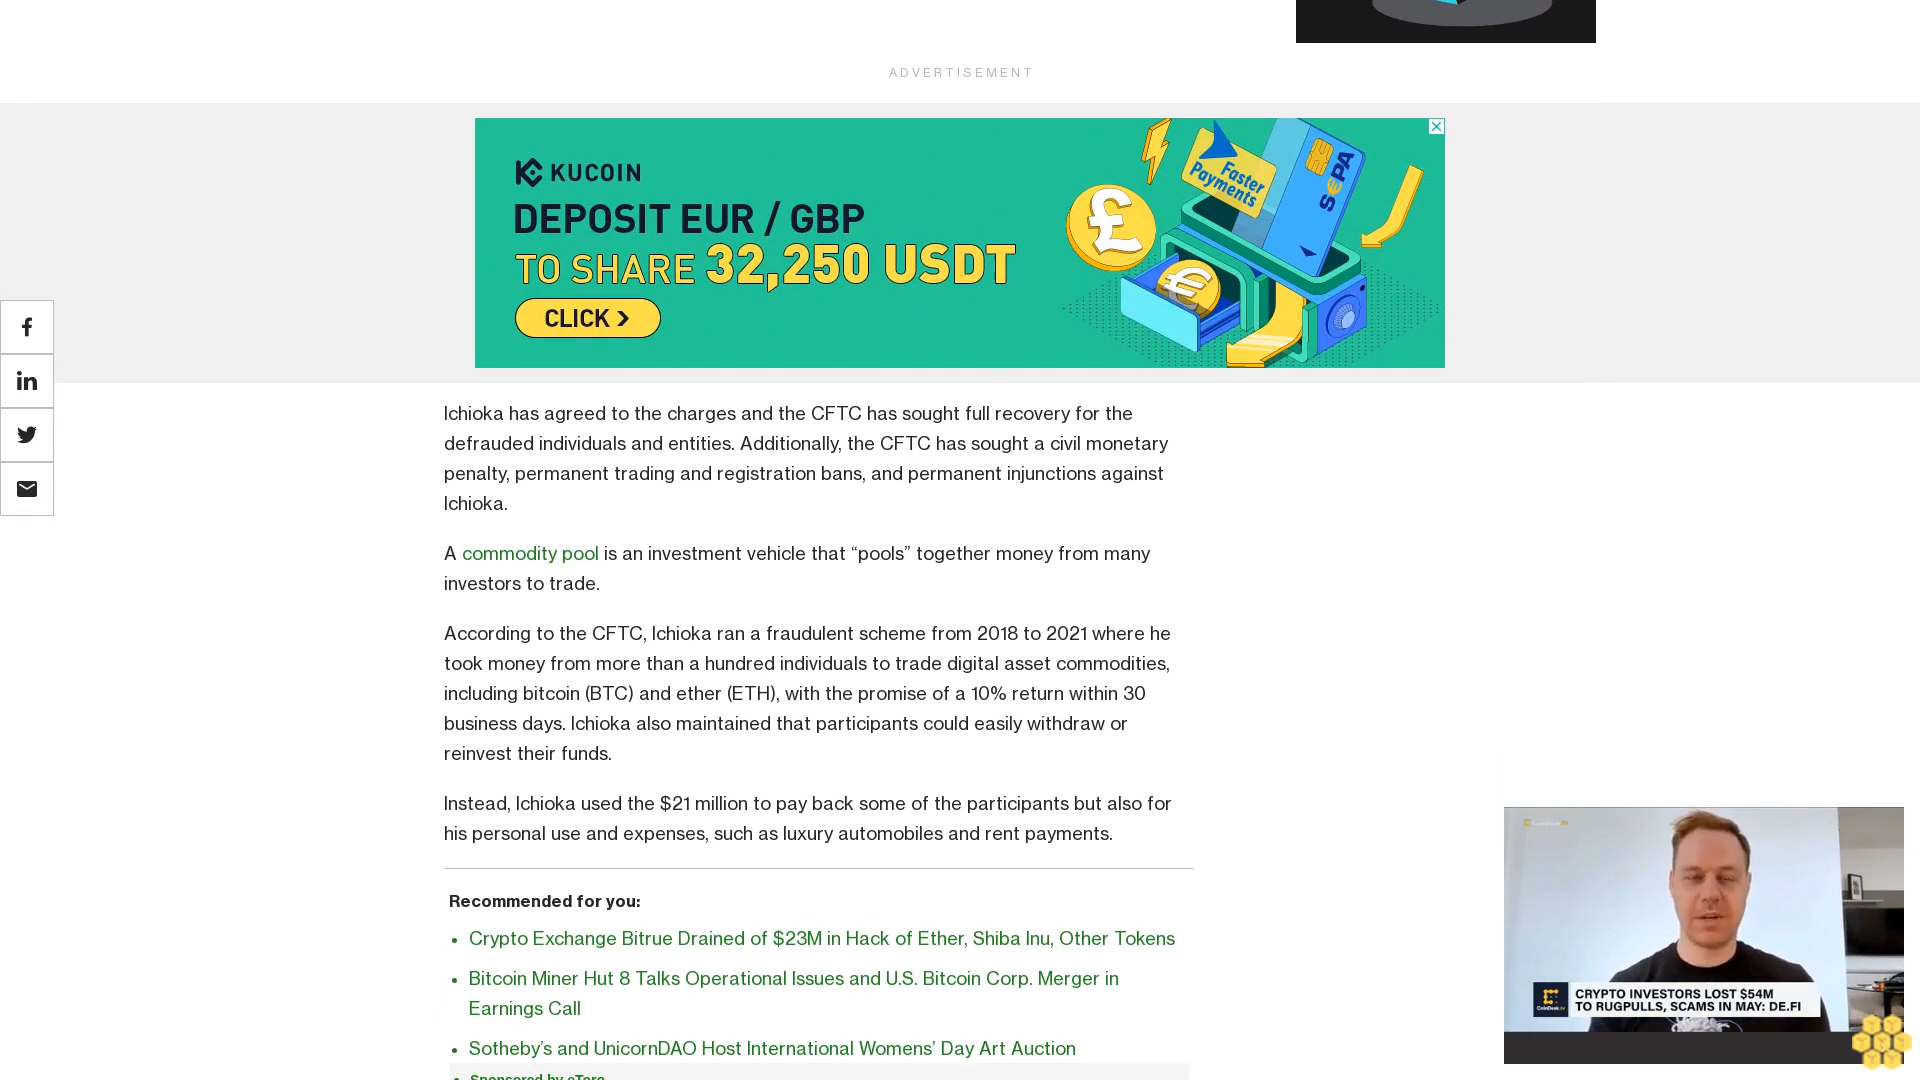 ADVERTISEMENT
KUCOIN
DEPOSIT EUR / GBP
TO SHARE 32,250 USDT
CLICK >
Faster
Payments
S€PA
£
€
Ichioka has agreed to the charges and the CFTC has sought full recovery for the
defrauded individuals and entities. Additionally, the CFTC has sought a civil monetary
penalty, permanent trading and registration bans, and permanent injunctions against
Ichioka.
A commodity pool is an investment vehicle that “pools” together money from many
investors to trade.
According to the CFTC, Ichioka ran a fraudulent scheme from 2018 to 2021 where he
took money from more than a hundred individuals to trade digital asset commodities,
including bitcoin (BTC) and ether (ETH), with the promise of a 10% return within 30
business days. Ichioka also maintained that participants could easily withdraw or
reinvest their funds.
Instead, Ichioka used the $21 million to pay back some of the participants but also for
his personal use and expenses, such as luxury automobiles and rent payments.
Recommended for you:
• Crypto Exchange Bitrue Drained of $23M in Hack of Ether, Shiba Inu, Other Tokens
• Bitcoin Miner Hut 8 Talks Operational Issues and U.S. Bitcoin Corp. Merger in
Earnings Call
• Sotheby’s and UnicornDAO Host International Womens’ Day Art Auction
• Sponsored by eToro
CoinDesk.tv
CRYPTO INVESTORS LOST $54M
TO RUGPULLS, SCAMS IN MAY: DE.FI
CoinDesk.tv